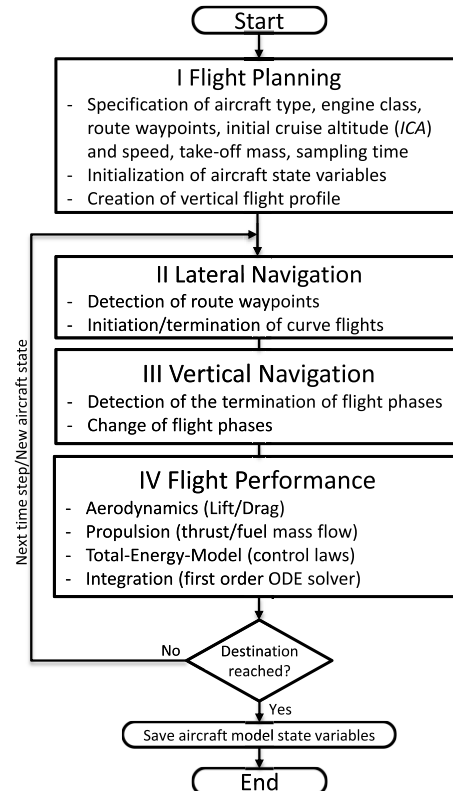 Start
I Flight Planning
- Specification of aircraft type, engine class,
route waypoints, initial cruise altitude (ICA)
and speed, take-off mass, sampling time
- Initialization of aircraft state variables
- Creation of vertical flight profile
II Lateral Navigation
- Detection of route waypoints
- Initiation/termination of curve flights
III Vertical Navigation
- Detection of the termination of flight phases
- Change of flight phases
IV Flight Performance
- Aerodynamics (Lift/Drag)
- Propulsion (thrust/fuel mass flow)
- Total-Energy-Model (control laws)
- Integration (first order ODE solver)
Next time step/New aircraft state
No
Destination
reached?
Yes
Save aircraft model state variables
End